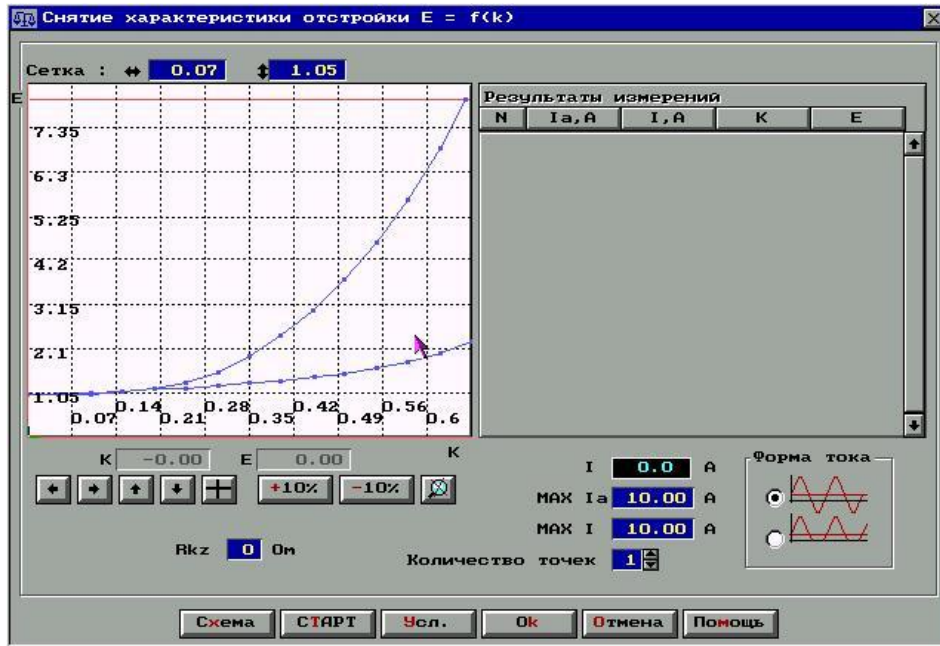 Снятие характеристики отстройки E = f(k)
Сетка : 0.07 1.05
E
Результаты измерений
N Ia,A I,A K E
7.35
6.3
5.25
4.2
3.15
2.1
1.05
0.14 0.28 0.42 0.56
0.07 0.21 0.35 0.49 0.6
K
K -0.00 E 0.00
+10% -10%
I 0.0 A
MAX Ia 10.00 A
MAX I 10.00 A
Количество точек 1
Форма тока
Rkz 0 Ом
Схема СТАРТ Усл. Ok Отмена Помощь